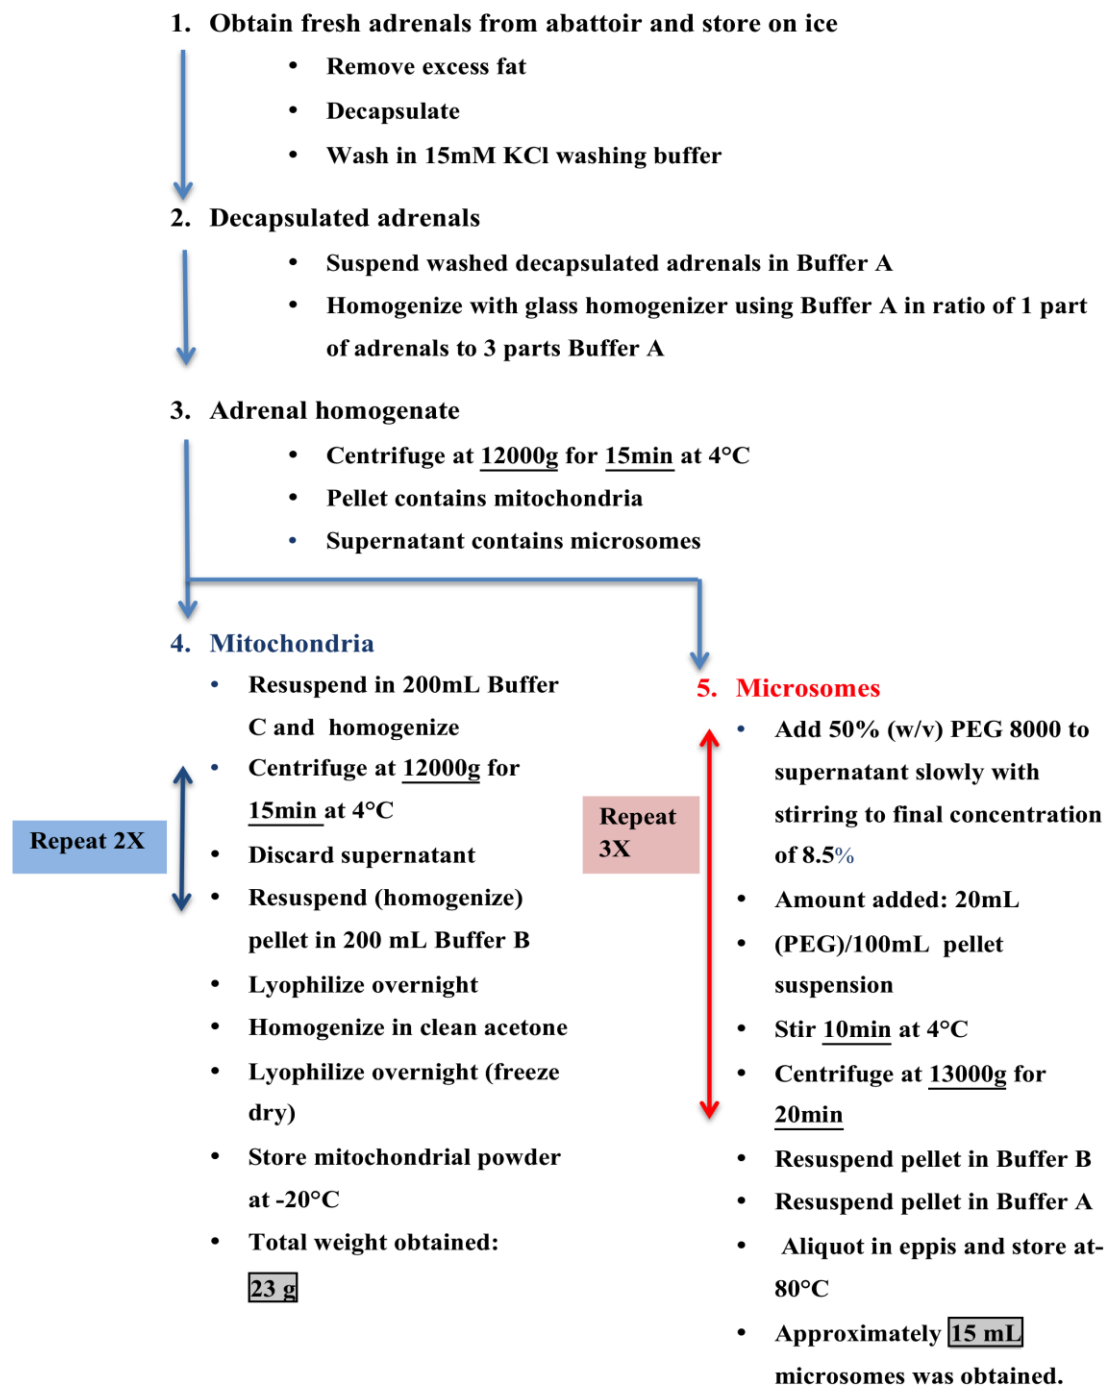 1. Obtain fresh adrenals from abattoir and store on ice
• Remove excess fat
• Decapsulate
• Wash in 15mM KCl washing buffer
2. Decapsulated adrenals
• Suspend washed decapsulated adrenals in Buffer A
• Homogenize with glass homogenizer using Buffer A in ratio of 1 part
of adrenals to 3 parts Buffer A
3. Adrenal homogenate
• Centrifuge at 12000g for 15min at 4°C
• Pellet contains mitochondria
• Supernatant contains microsomes
4. Mitochondria
• Resuspend in 200mL Buffer
C and homogenize
• Centrifuge at 12000g for
15min at 4°C
Repeat 2X
• Discard supernatant
• Resuspend (homogenize)
pellet in 200 mL Buffer B
• Lyophilize overnight
• Homogenize in clean acetone
• Lyophilize overnight (freeze
dry)
• Store mitochondrial powder
at -20°C
• Total weight obtained:
23 g
5. Microsomes
• Add 50% (w/v) PEG 8000 to
supernatant slowly with
stirring to final concentration
of 8.5%
Repeat
3X
• Amount added: 20mL
• (PEG)/100mL pellet
suspension
• Stir 10min at 4°C
• Centrifuge at 13000g for
20min
• Resuspend pellet in Buffer B
• Resuspend pellet in Buffer A
• Aliquot in eppis and store at-
80°C
• Approximately 15 mL
microsomes was obtained.